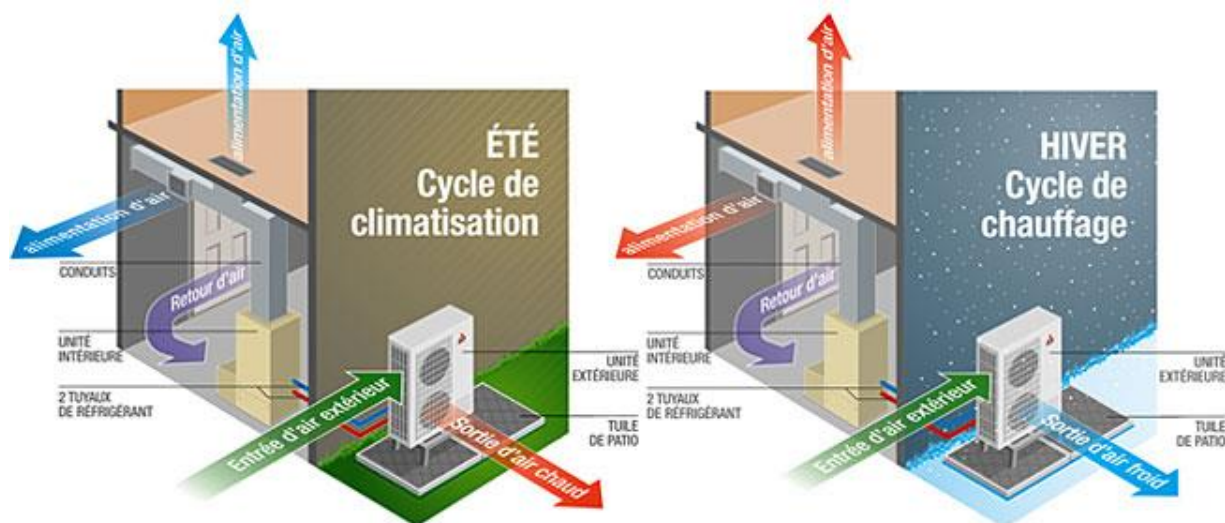 alimentation d'air
ÉTÉ
Cycle de
climatisation
alimentation d'air
CONDUITS
Retour d'air
UNITÉ
INTÉRIEURE
UNITÉ
EXTÉRIEURE
2 TUYAUX
DE RÉFRIGÉRANT
Entrée d'air extérieur
TUILE
DE PATIO
Sortie d'air chaud
alimentation d'air
HIVER
Cycle de
chauffage
alimentation d'air
CONDUITS
Retour d'air
UNITÉ
INTÉRIEURE
UNITÉ
EXTÉRIEURE
2 TUYAUX
DE RÉFRIGÉRANT
Entrée d'air extérieur
TUILE
DE PATIO
Sortie d'air froid